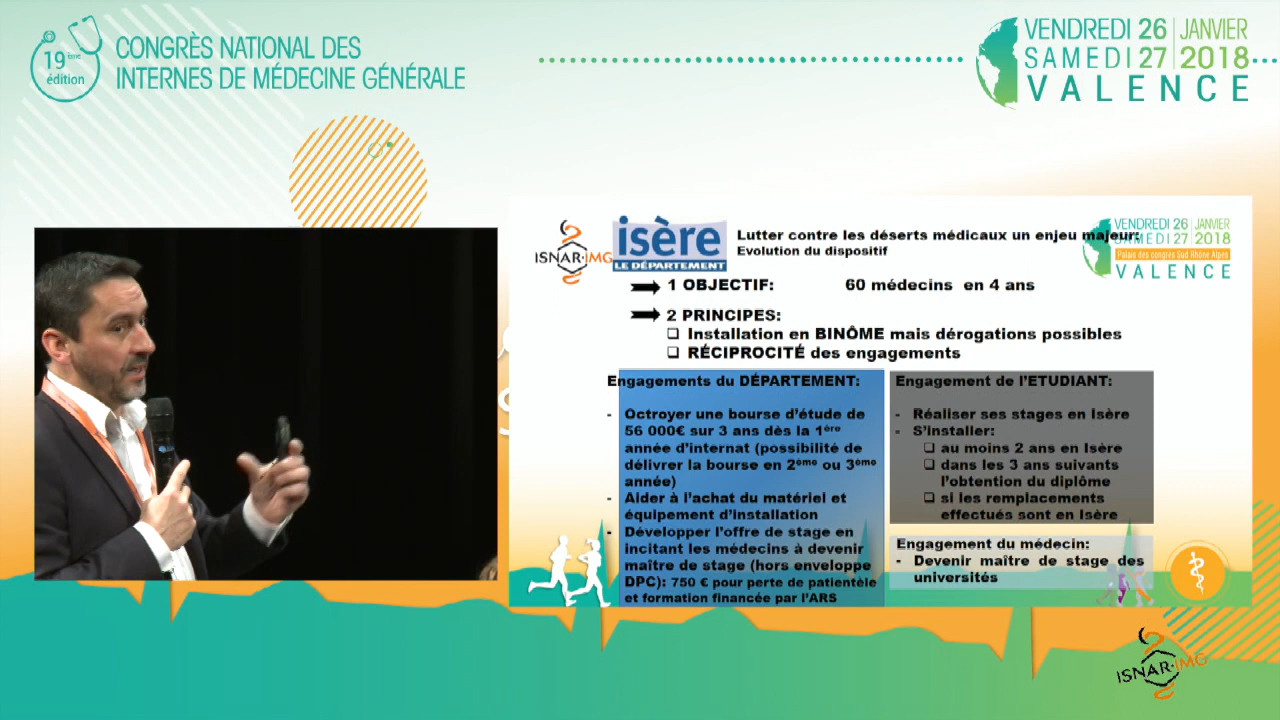 19ème
édition
CONGRÈS NATIONAL DES
INTERNES DE MÉDECINE GÉNÉRALE
VENDREDI 26 JANVIER
SAMEDI 27 2018
VALENCE
ISNAR-IMG
isère
LE DÉPARTEMENT
Lutter contre les déserts médicaux un enjeu majeur:
Evolution du dispositif
VENDREDI 26 JANVIER
SAMEDI 27 2018
Palais des congrès Sud Rhône Alpes
VALENCE
1 OBJECTIF: 60 médecins en 4 ans
2 PRINCIPES:
❑ Installation en BINÔME mais dérogations possibles
❑ RÉCIPROCITÉ des engagements
Engagements du DÉPARTEMENT:
- Octroyer une bourse d'étude de
56 000€ sur 3 ans dès la 1ère
année d'internat (possibilité de
délivrer la bourse en 2ème ou 3ème
année)
- Aider à l'achat du matériel et
équipement d'installation
- Développer l'offre de stage en
incitant les médecins à devenir
maître de stage (hors enveloppe
DPC): 750 € pour perte de patientèle
et formation financée par l'ARS
Engagement de l'ETUDIANT:
- Réaliser ses stages en Isère
- S'installer:
❑ au moins 2 ans en Isère
❑ dans les 3 ans suivants
l'obtention du diplôme
❑ si les remplacements
effectués sont en Isère
Engagement du médecin:
- Devenir maître de stage des
universités
ISNAR-IMG